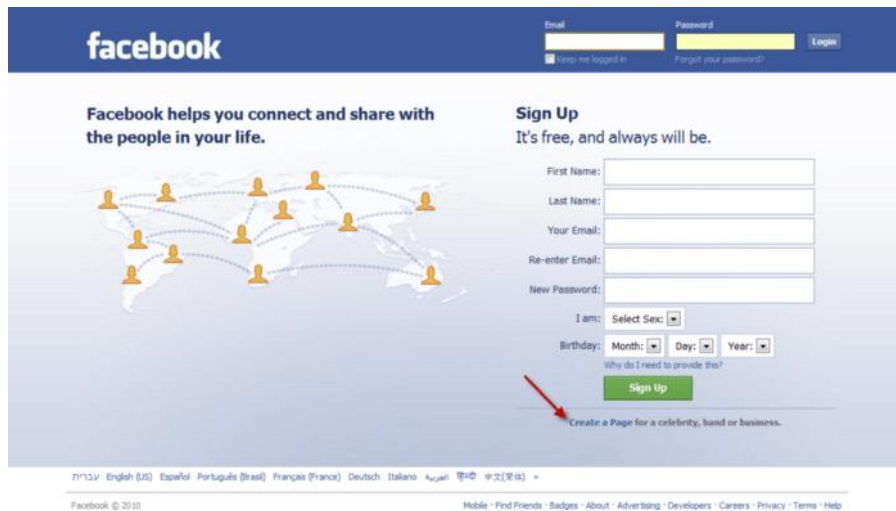 Email Password
facebook
Login
Keep me logged in Forgot your password?
Facebook helps you connect and share with
the people in your life.
Sign Up
It's free, and always will be.
First Name:
Last Name:
Your Email:
Re-enter Email:
New Password:
I am: Select Sex:
Birthday: Month: Day: Year:
Why do I need to provide this?
Sign Up
Create a Page for a celebrity, band or business.
עברית English (US) Español Português (Brasil) Français (France) Deutsch Italiano العربية हिन्दी 中文(简体) »
Facebook © 2010 Mobile · Find Friends · Badges · About · Advertising · Developers · Careers · Privacy · Terms · Help